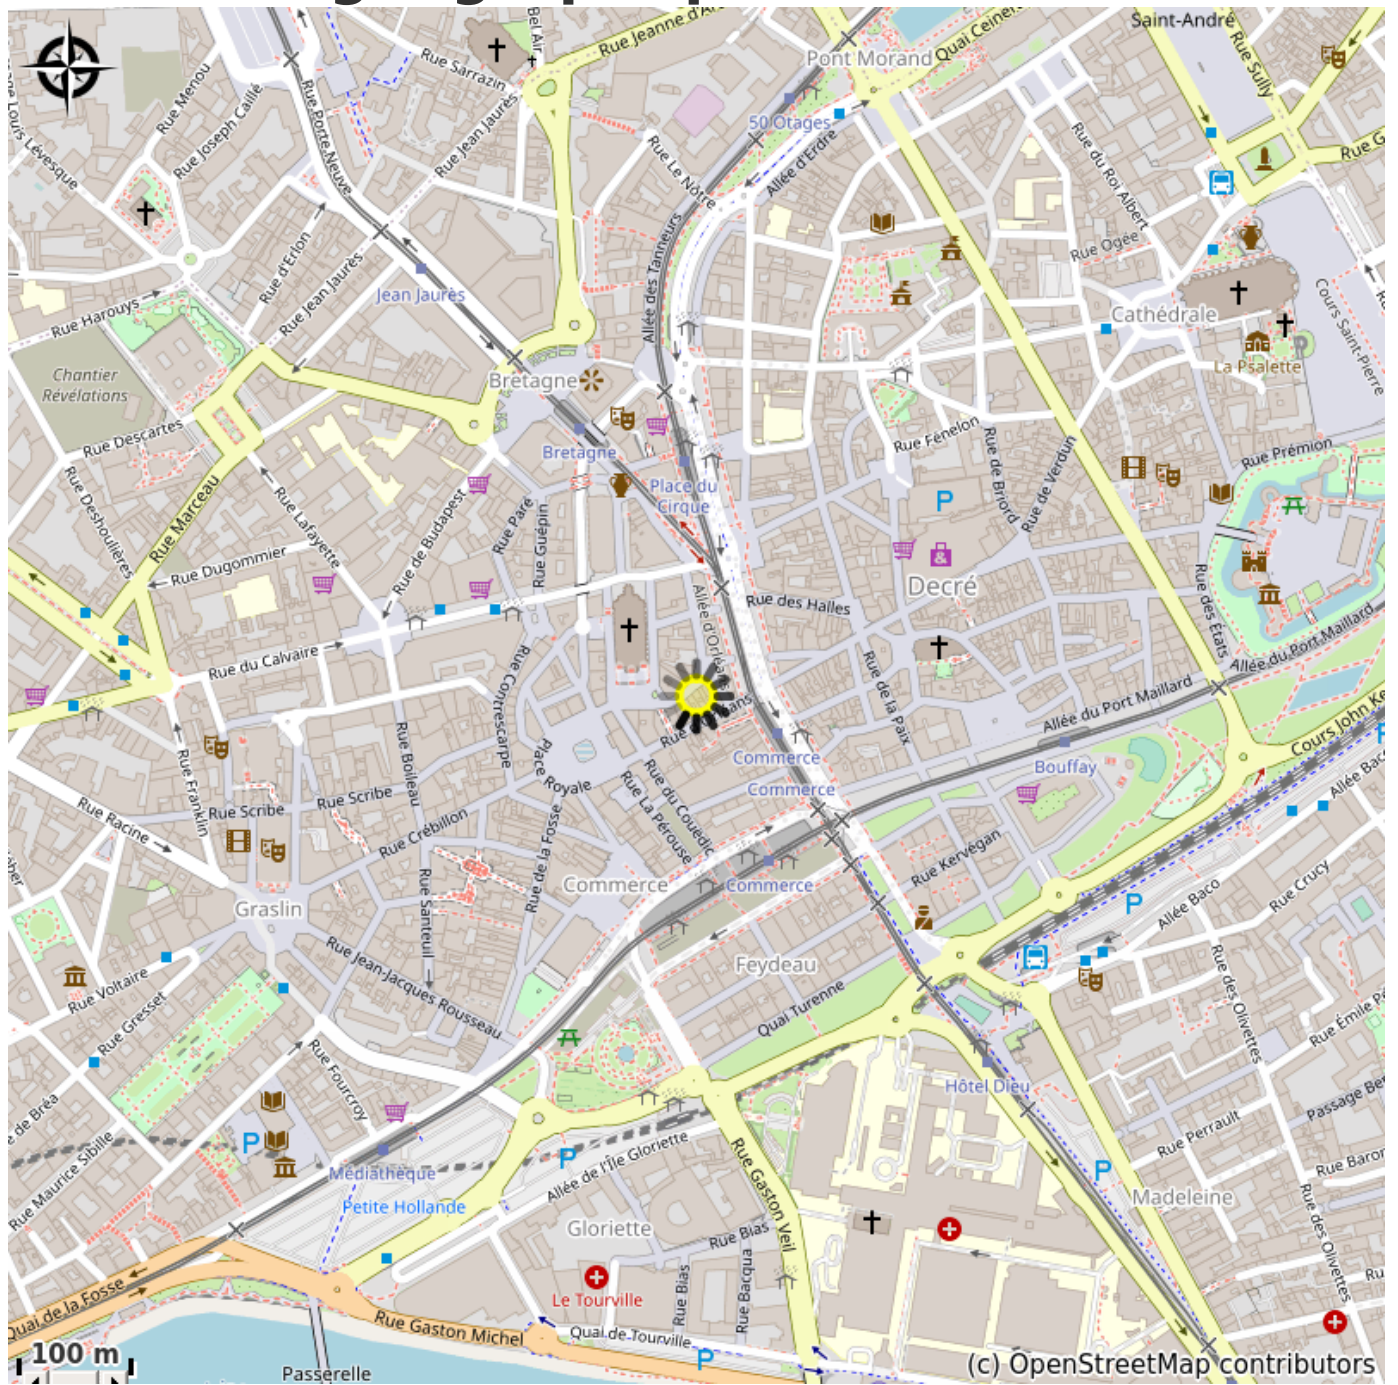 Bel Air
Rue Jeanne d'Arc
Saint-André
Rue Sarrazin
Pont Morand
Quai Ceineray
Rue Sully
Rue Menou
Rue Joseph Caillé
Rue Porte Neuve
Rue Jean Jaurès
50 Otages
Rue Le Nôtre
Allée d'Erdre
Rue du Roi Albert
Rue G
Louis Lévesque
Rue d'Erlon
Rue Jean Jaurès
Allée des Tanneurs
Rue Ogée
Jean Jaurès
Rue Harouys
Cathédrale
Cours Saint-Pierre
La Psalette
Chantier
Révélations
Bretagne
Rue Descartes
Bretagne
Rue Fénelon
Rue de Briord
Rue de Verdun
Rue Prémion
Place du
Cirque
Rue Deshoulières
Rue Marceau
Rue Lafayette
Rue de Budapest
Rue Paré
Rue Guépin
Rue Dugommier
Decré
Rue des Halles
Allée d'Orléans
Rue des États
Allée du Port Maillard
Rue du Calvaire
Rue Contrescarpe
Rue de la Paix
Allée du Port Maillard
Cours John Ke
Rue Franklin
Rue Boileau
Place Royale
Commerce
Commerce
Bouffay
Allée Baco
Rue Scribe
Rue Scribe
Rue du Couëdic
Rue La Pérouse
Rue Racine
Rue Crébillon
Rue de la Fosse
Rue Kervégan
Commerce
Commerce
Rue Crucy
Allée Baco
Graslin
Rue Santeuil
Rue Jean-Jacques Rousseau
Feydeau
Rue Voltaire
Rue Gresset
Quai Turenne
Rue des Olivettes
Rue Émile Pé
Rue Fourcroy
Hôtel Dieu
Passage Be
e de Bréa
Rue Maurice Sibille
Médiathèque
Petite Hollande
Allée de l'Île Gloriette
Rue Gaston Veil
Rue Perrault
Rue Baron
Madeleine
Gloriette
Rue Bias
Rue Bias
Rue Bacqua
Rue des Olivettes
Le Tourville
Quai de la Fosse
Rue Gaston Michel
Quai de Tourville
100 m
Passerelle
(c) OpenStreetMap contributors